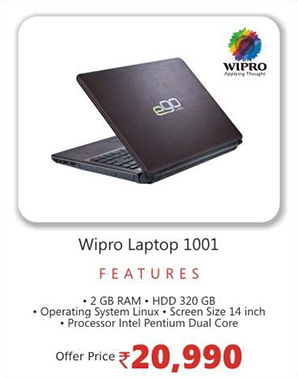 WIPRO
Applying Thought
ego
Wipro Laptop 1001
FEATURES
• 2 GB RAM • HDD 320 GB
• Operating System Linux • Screen Size 14 inch
• Processor Intel Pentium Dual Core
Offer Price ₹20,990